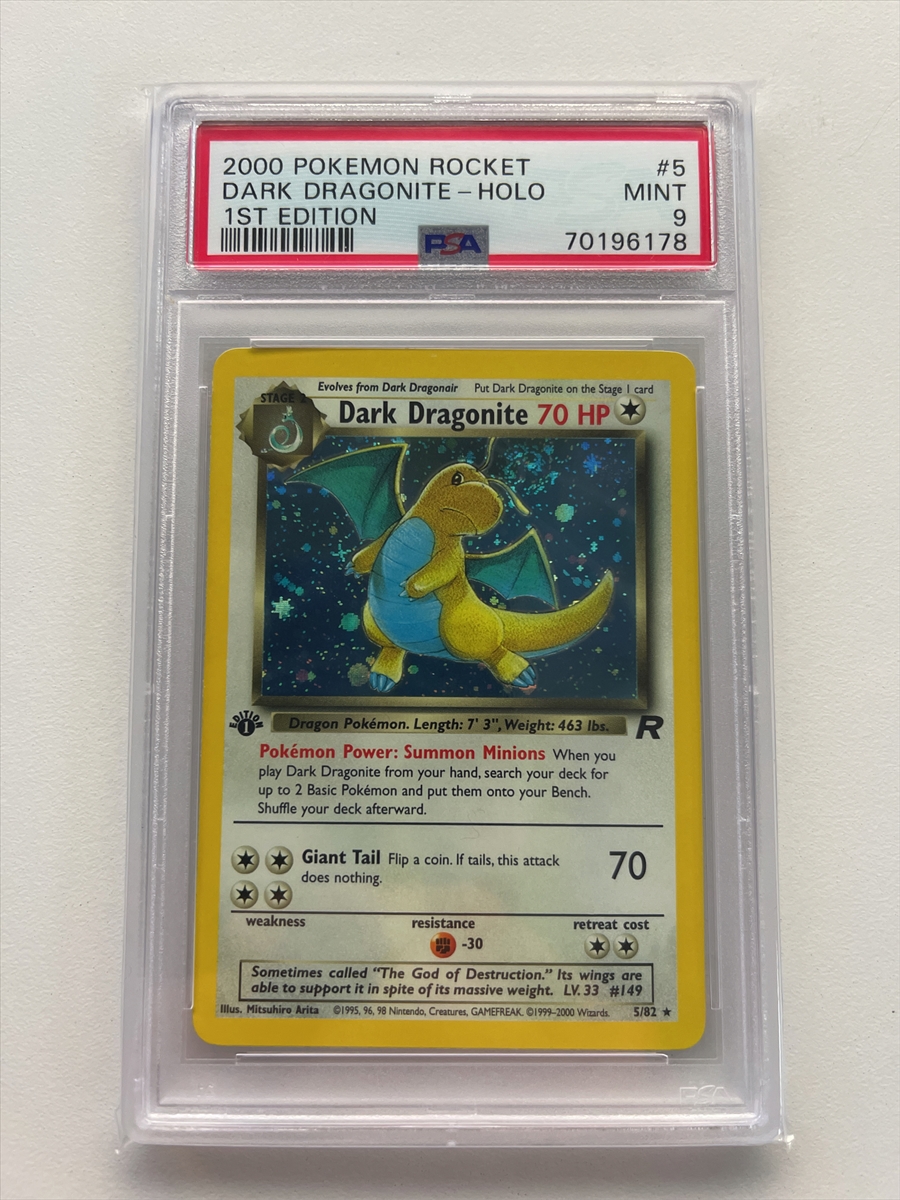 2000 POKEMON ROCKET #5
DARK DRAGONITE – HOLO MINT
1ST EDITION 9
PSA 70196178
Evolves from Dark Dragonair Put Dark Dragonite on the Stage 1 card
STAGE 2
Dark Dragonite 70 HP
EDITION
1
Dragon Pokémon. Length: 7' 3", Weight: 463 lbs.
R
Pokémon Power: Summon Minions When you
play Dark Dragonite from your hand, search your deck for
up to 2 Basic Pokémon and put them onto your Bench.
Shuffle your deck afterward.
Giant Tail Flip a coin. If tails, this attack
does nothing.
70
weakness resistance retreat cost
-30
Sometimes called "The God of Destruction." Its wings are
able to support it in spite of its massive weight. LV. 33 #149
Illus. Mitsuhiro Arita ©1995, 96, 98 Nintendo, Creatures, GAMEFREAK. ©1999-2000 Wizards. 5/82 ★
PSA